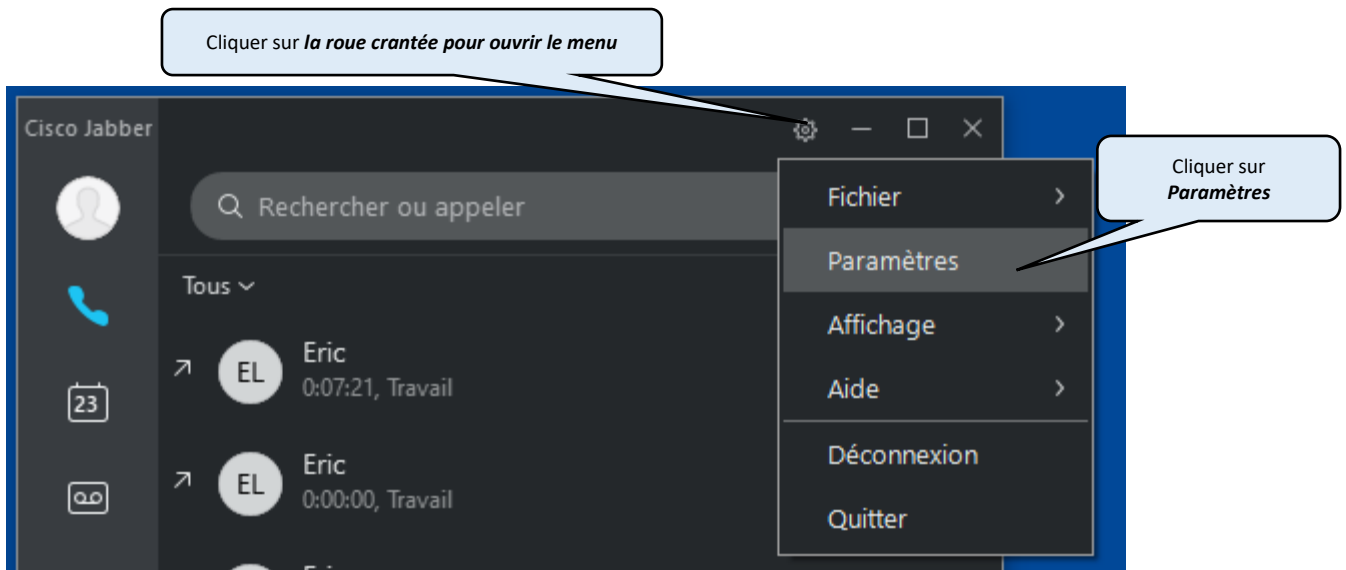 Cliquer sur la roue crantée pour ouvrir le menu
Cisco Jabber
Rechercher ou appeler
Fichier
Cliquer sur
Paramètres
Paramètres
Tous
Affichage
EL
Eric
0:07:21, Travail
Aide
23
Déconnexion
EL
Eric
0:00:00, Travail
Quitter